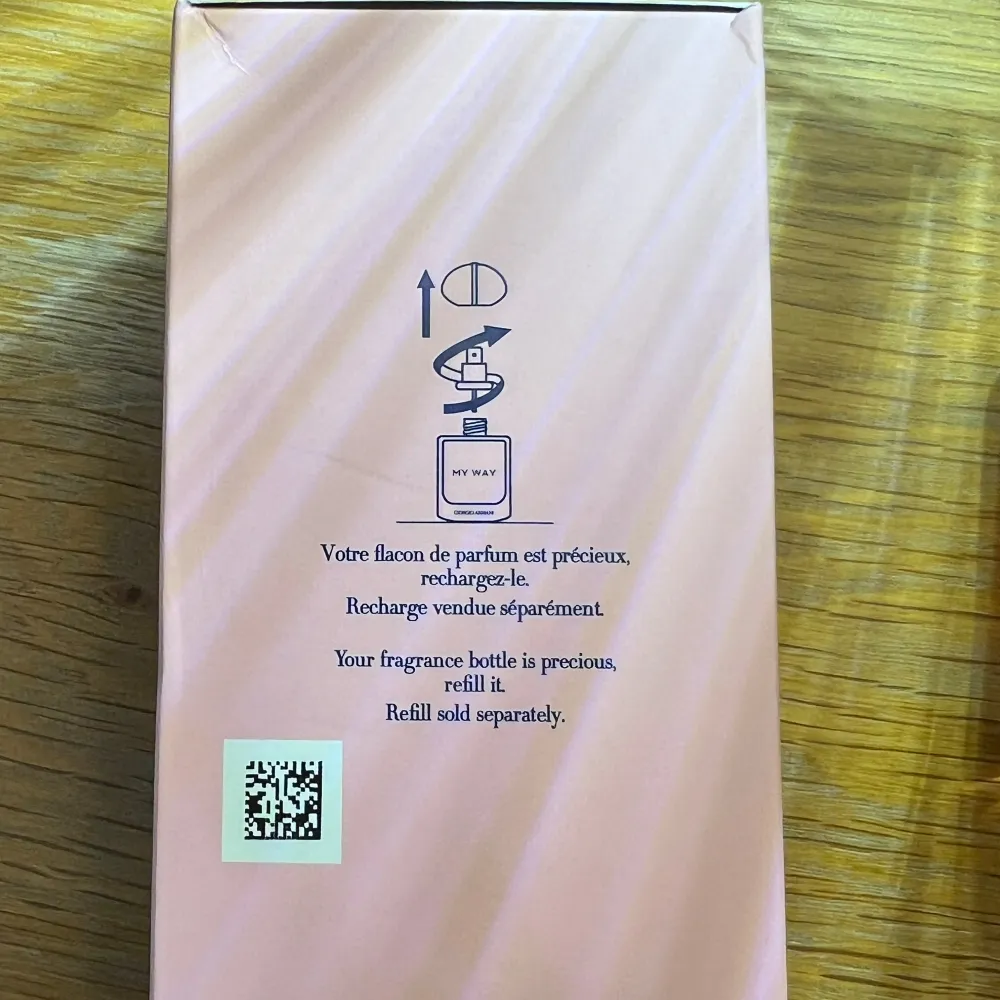 MY WAY
GIORGIO ARMANI
Votre flacon de parfum est précieux,
rechargez-le.
Recharge vendue séparément.
Your fragrance bottle is precious,
refill it.
Refill sold separately.